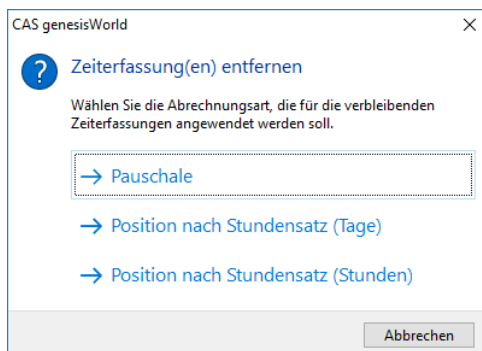 CAS genesisWorld
Zeiterfassung(en) entfernen
Wählen Sie die Abrechnungsart, die für die verbleibenden
Zeiterfassungen angewendet werden soll.
Pauschale
Position nach Stundensatz (Tage)
Position nach Stundensatz (Stunden)
Abbrechen